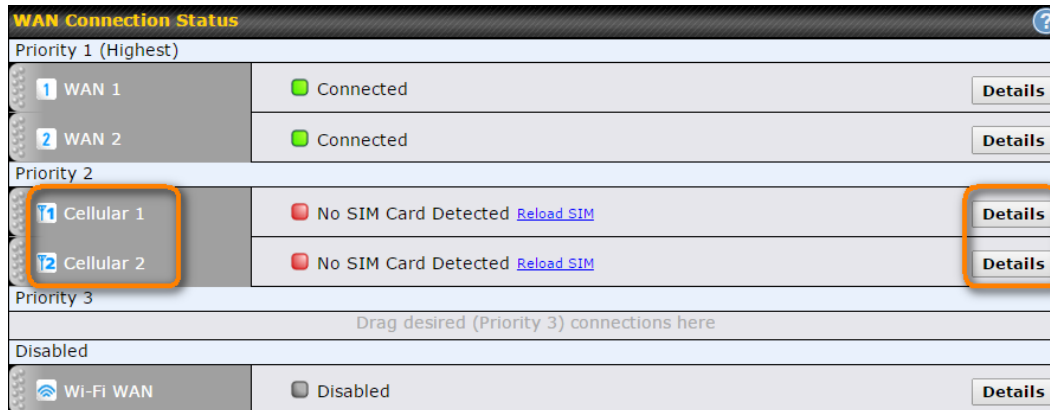 WAN Connection Status ?
Priority 1 (Highest)
1 WAN 1 Connected Details
2 WAN 2 Connected Details
Priority 2
1 Cellular 1 No SIM Card Detected Reload SIM Details
2 Cellular 2 No SIM Card Detected Reload SIM Details
Priority 3
Drag desired (Priority 3) connections here
Disabled
Wi-Fi WAN Disabled Details